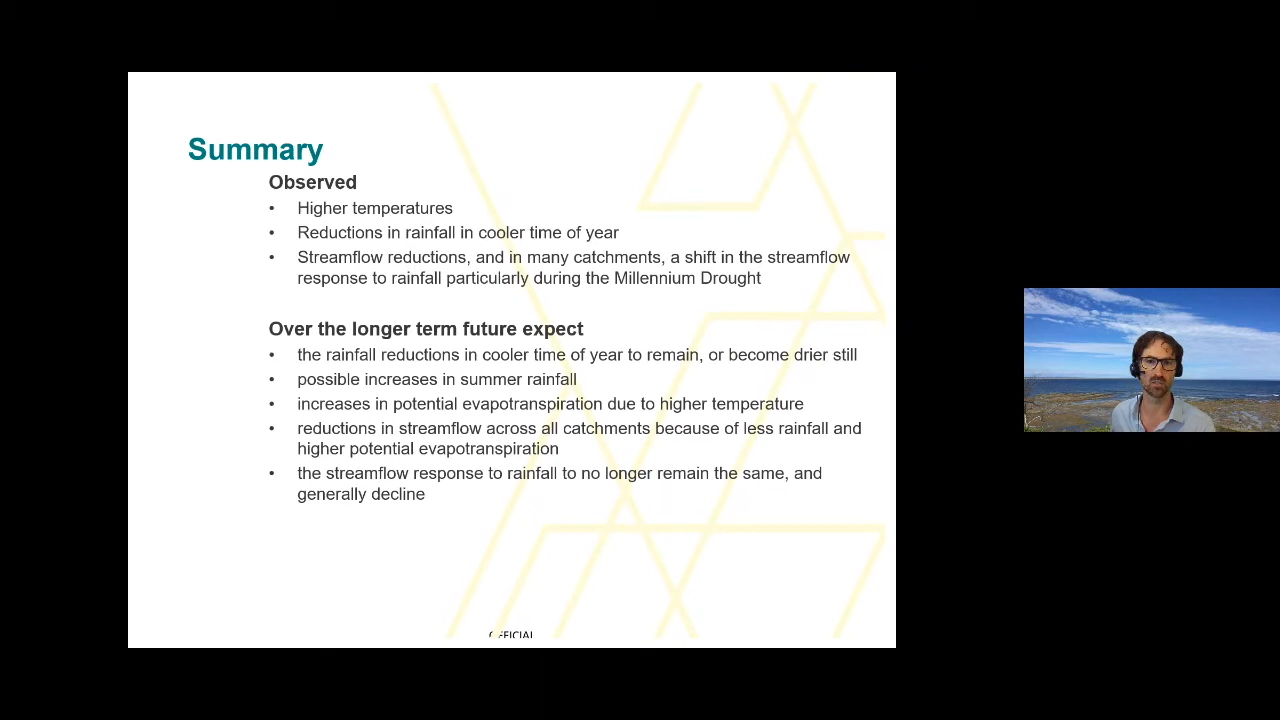 Summary
Observed
• Higher temperatures
• Reductions in rainfall in cooler time of year
• Streamflow reductions, and in many catchments, a shift in the streamflow
response to rainfall particularly during the Millennium Drought
Over the longer term future expect
• the rainfall reductions in cooler time of year to remain, or become drier still
• possible increases in summer rainfall
• increases in potential evapotranspiration due to higher temperature
• reductions in streamflow across all catchments because of less rainfall and
higher potential evapotranspiration
• the streamflow response to rainfall to no longer remain the same, and
generally decline
OFFICIAL